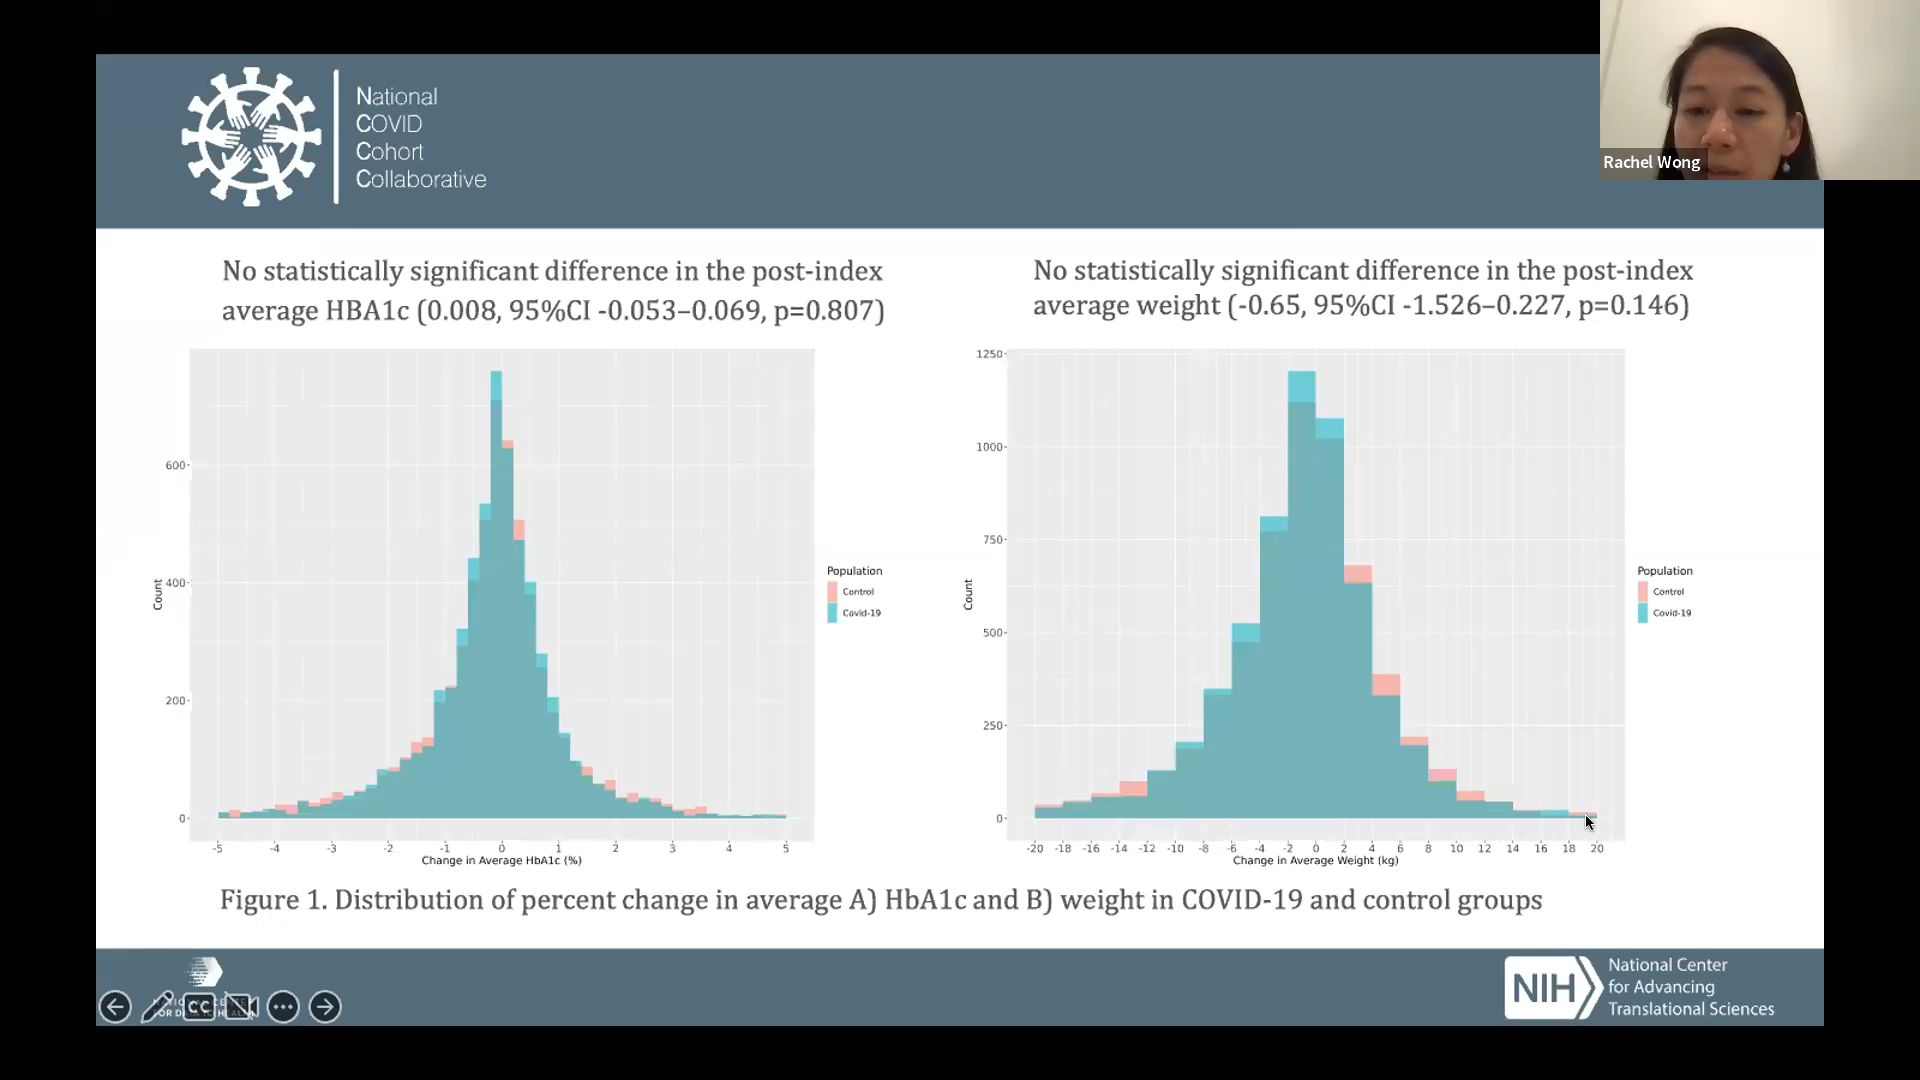 National
COVID
Cohort
Collaborative
Rachel Wong
No statistically significant difference in the post-index
average HBA1c (0.008, 95%CI -0.053–0.069, p=0.807)
No statistically significant difference in the post-index
average weight (-0.65, 95%CI -1.526–0.227, p=0.146)
600
400
200
0
Count
-5 -4 -3 -2 -1 0 1 2 3 4 5
Change in Average HbA1c (%)
Population
Control
Covid-19
1250
1000
750
500
250
0
Count
-20 -18 -16 -14 -12 -10 -8 -6 -4 -2 0 2 4 6 8 10 12 14 16 18 20
Change in Average Weight (kg)
Population
Control
Covid-19
Figure 1. Distribution of percent change in average A) HbA1c and B) weight in COVID-19 and control groups
CC
NIH
National Center
for Advancing
Translational Sciences